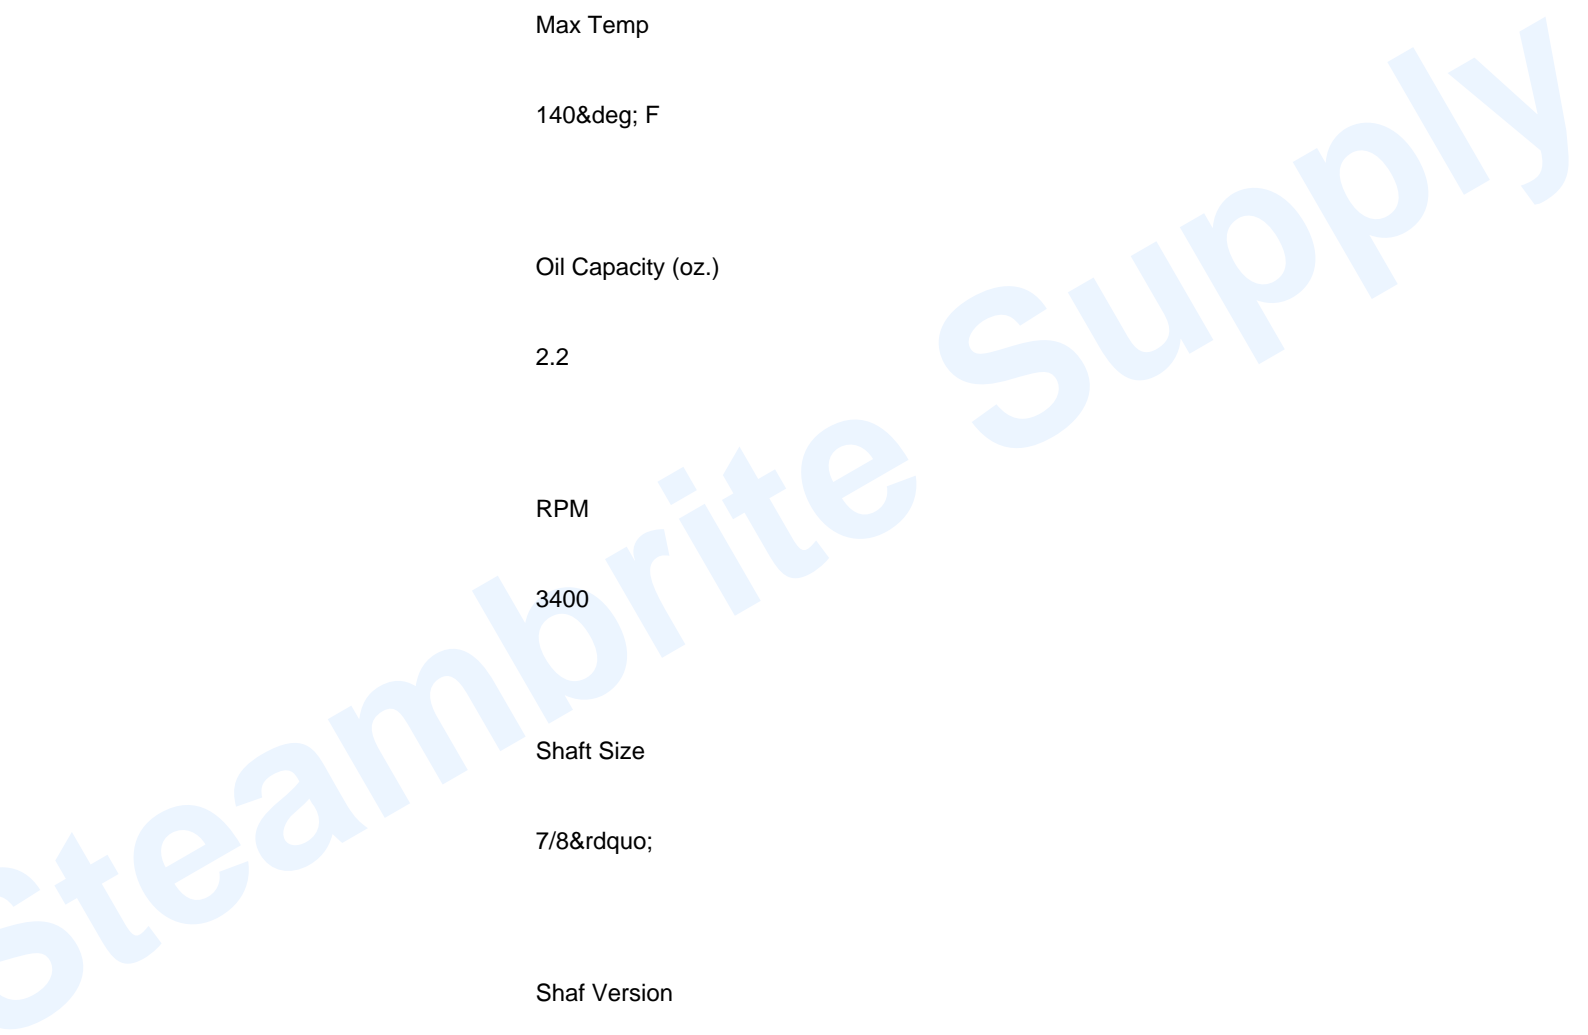 Max Temp
140&deg; F
Oil Capacity (oz.)
2.2
RPM
3400
Shaft Size
7/8&rdquo;
Shaf Version
Steambrite Supply